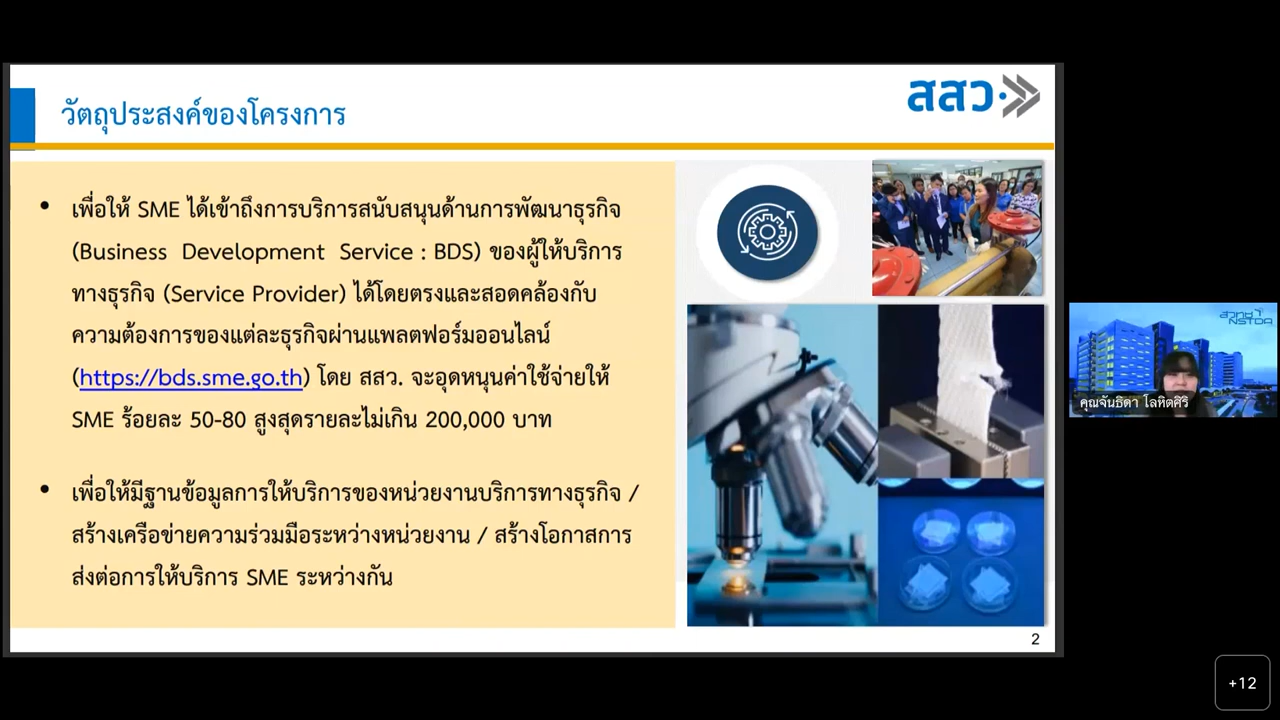 วัตถุประสงค์ของโครงการ
สสว
• เพื่อให้ SME ได้เข้าถึงการบริการสนับสนุนด้านการพัฒนาธุรกิจ
(Business Development Service : BDS) ของผู้ให้บริการ
ทางธุรกิจ (Service Provider) ได้โดยตรงและสอดคล้องกับ
ความต้องการของแต่ละธุรกิจผ่านแพลตฟอร์มออนไลน์
(https://bds.sme.go.th) โดย สสว. จะอุดหนุนค่าใช้จ่ายให้
SME ร้อยละ 50-80 สูงสุดรายละไม่เกิน 200,000 บาท
• เพื่อให้มีฐานข้อมูลการให้บริการของหน่วยงานบริการทางธุรกิจ /
สร้างเครือข่ายความร่วมมือระหว่างหน่วยงาน / สร้างโอกาสการ
ส่งต่อการให้บริการ SME ระหว่างกัน
2
สวทช
NSTDA
คุณจันธิดา โลหิตศิริ
+12